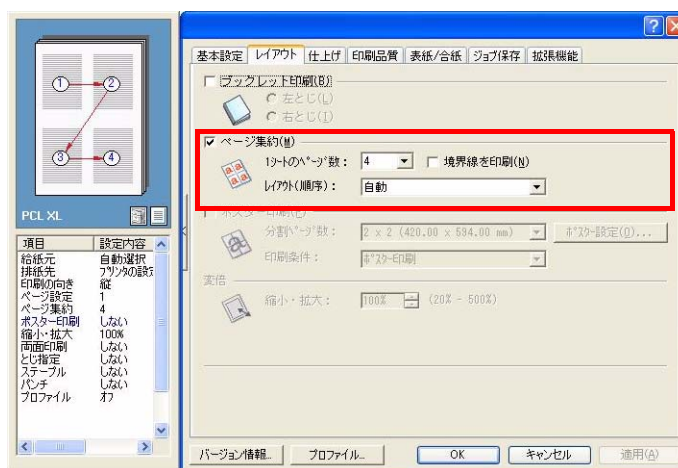 基本設定 レイアウト 仕上げ 印刷品質 表紙/合紙 ジョブ保存 拡張機能
ブックレット印刷(B)
左とじ(L)
右とじ(I)
① ②
③ ④
ページ集約(M)
1シートのページ数: 4 境界線を印刷(N)
レイアウト(順序): 自動
ポスター印刷(P)
分割ページ数: 2 x 2 (420.00 x 594.00 mm) ポスター設定(O)...
印刷条件: ポスター印刷
変倍
縮小・拡大: 100% (20% - 500%)
PCL XL
項目 設定内容
給紙元 自動選択
排紙先 プリンタの設定
印刷の向き 縦
ページ設定 1
ページ集約 4
ポスター印刷 しない
縮小・拡大 100%
両面印刷 しない
とじ指定 しない
ステープル しない
パンチ しない
プロファイル オフ
バージョン情報... プロファイル... OK キャンセル 適用(A)